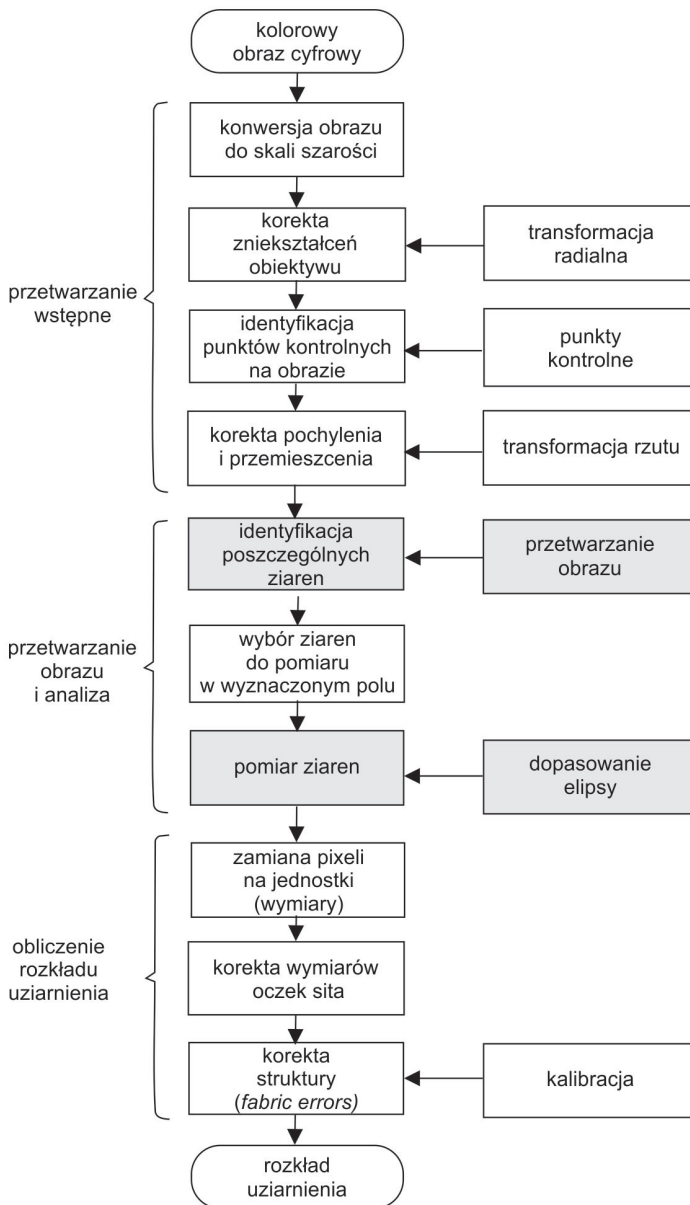 kolorowy
obraz cyfrowy
konwersja obrazu
do skali szarości
korekta
zniekształceń
obiektywu
transformacja
radialna
przetwarzanie
wstępne
identyfikacja
punktów kontrolnych
na obrazie
punkty
kontrolne
korekta pochylenia
i przemieszcenia
transformacja rzutu
identyfikacja
poszczególnych
ziaren
przetwarzanie
obrazu
przetwarzanie
obrazu
i analiza
wybór ziaren
do pomiaru
w wyznaczonym polu
pomiar ziaren
dopasowanie
elipsy
zamiana pixeli
na jednostki
(wymiary)
obliczenie
rozkładu
uziarnienia
korekta wymiarów
oczek sita
korekta
struktury
(fabric errors)
kalibracja
rozkład
uziarnienia